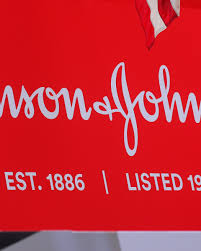 nson & John
EST. 1886 | LISTED 19